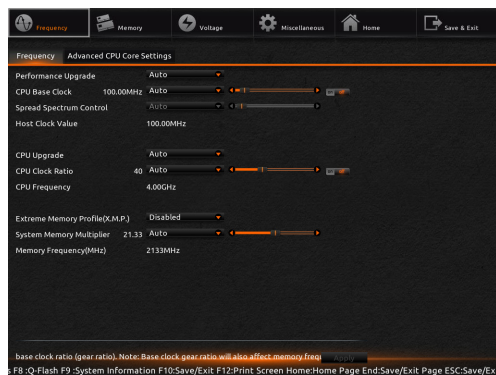 Frequency Memory Voltage Miscellaneous Home Save & Exit
Frequency Advanced CPU Core Settings
Performance Upgrade Auto
CPU Base Clock 100.00MHz Auto
Spread Spectrum Control Auto
Host Clock Value 100.00MHz
CPU Upgrade Auto
CPU Clock Ratio 40 Auto
CPU Frequency 4.00GHz
Extreme Memory Profile(X.M.P.) Disabled
System Memory Multiplier 21.33 Auto
Memory Frequency(MHz) 2133MHz
base clock ratio (gear ratio). Note: Base clock gear ratio will also affect memory freq Apply
s F8 :Q-Flash F9 :System Information F10:Save/Exit F12:Print Screen Home:Home Page End:Save/Exit Page ESC:Save/Ex